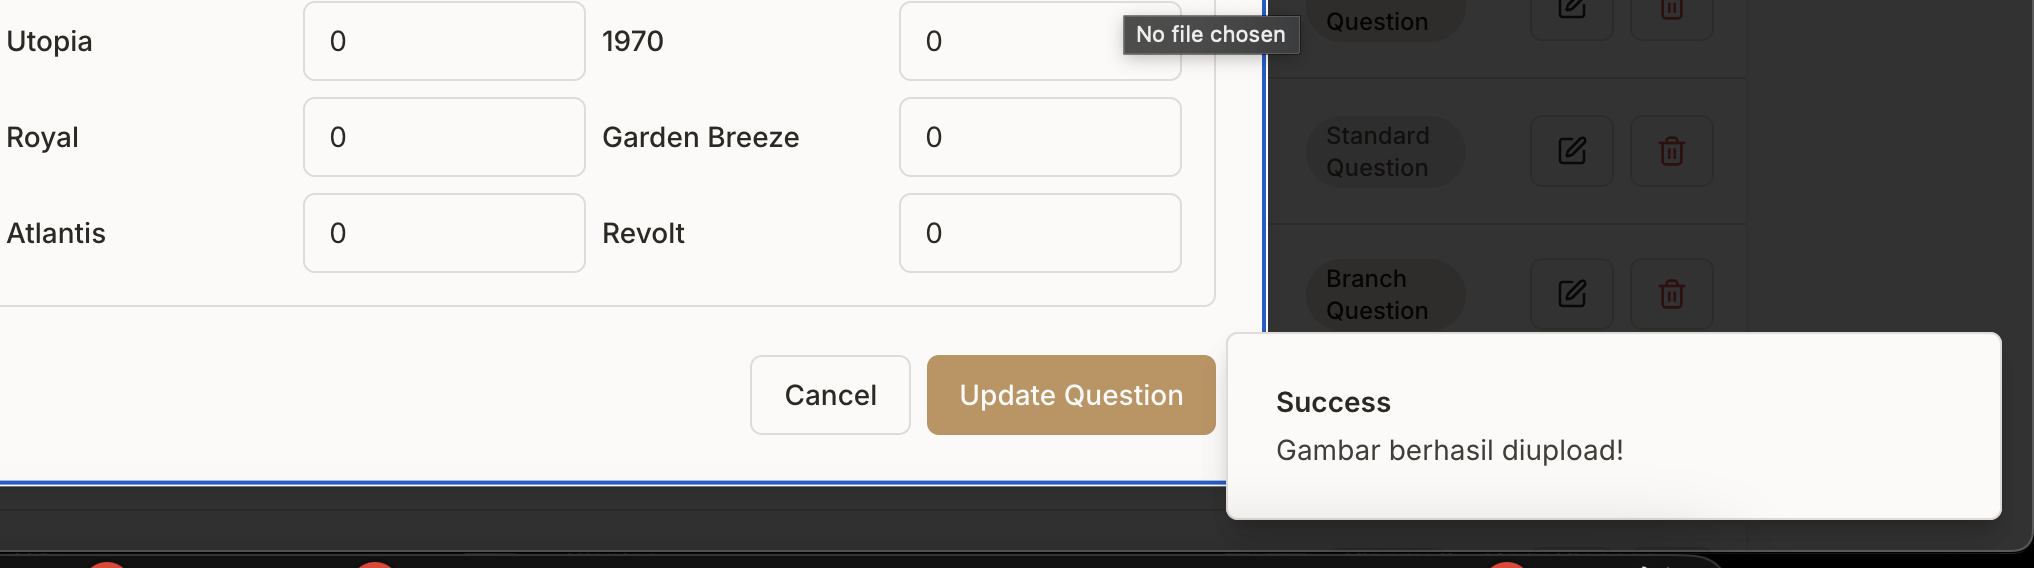 Utopia 0 1970 0
No file chosen
Royal 0 Garden Breeze 0
Atlantis 0 Revolt 0
Cancel Update Question
Question
Standard
Question
Branch
Question
Success
Gambar berhasil diupload!